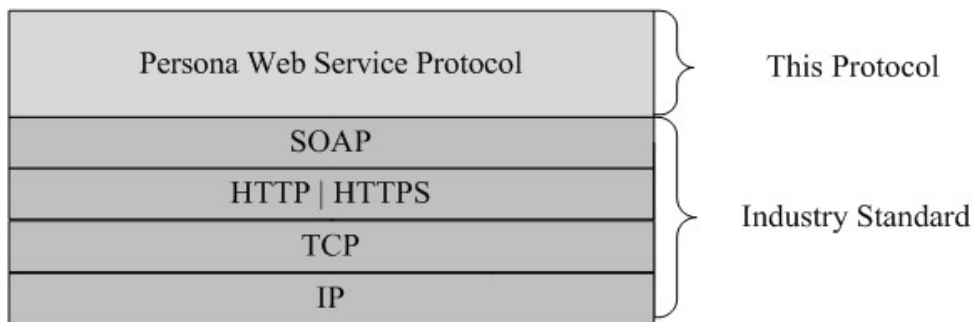 Persona Web Service Protocol
This Protocol
SOAP
HTTP | HTTPS
TCP
IP
Industry Standard